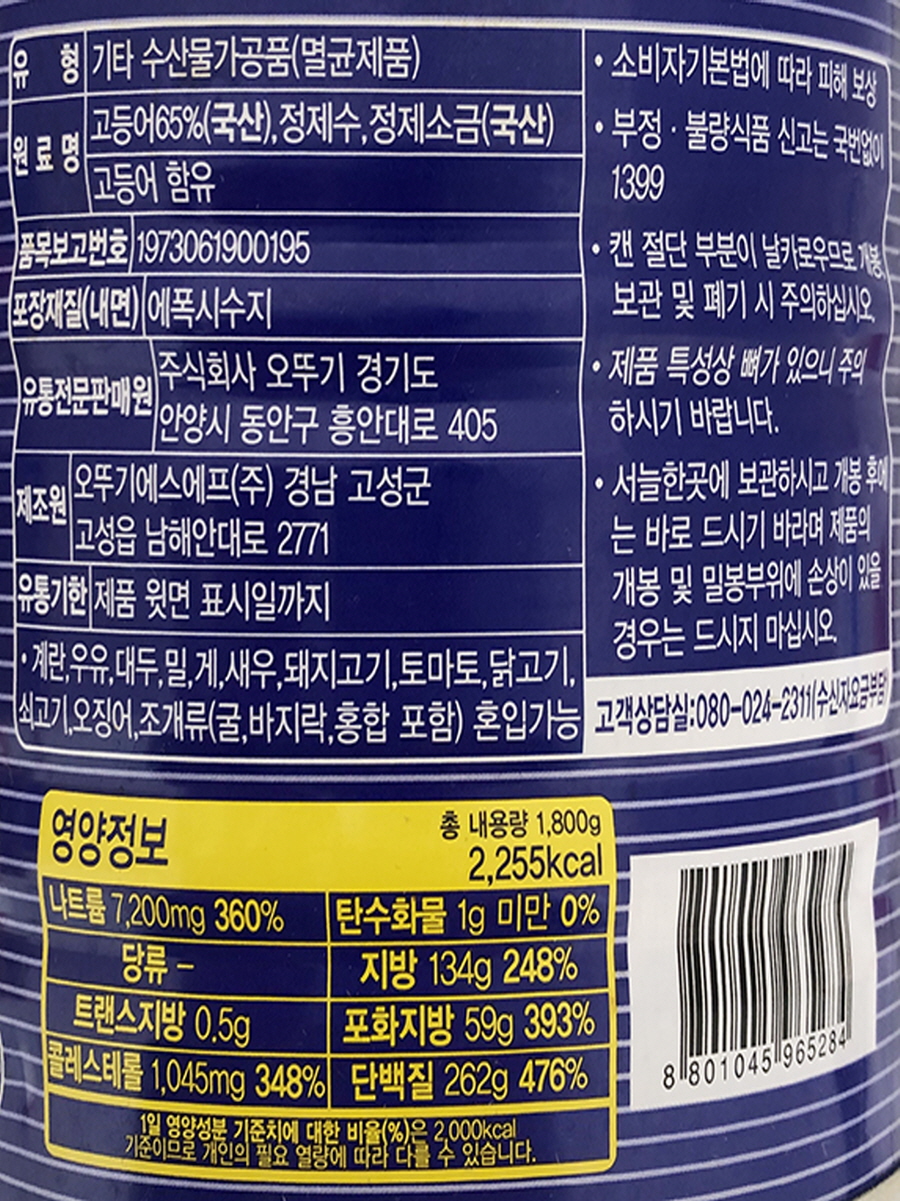 유 형 기타 수산물가공품(멸균제품)
원료명 고등어65%(국산),정제수,정제소금(국산)
고등어 함유
품목보고번호 1973061900195
포장재질(내면) 에폭시수지
유통전문판매원 주식회사 오뚜기 경기도
안양시 동안구 흥안대로 405
제조원 오뚜기에스에프(주) 경남 고성군
고성읍 남해안대로 2771
유통기한 제품 윗면 표시일까지
• 계란,우유,대두,밀,게,새우,돼지고기,토마토,닭고기,
쇠고기,오징어,조개류(굴,바지락,홍합 포함) 혼입가능
• 소비자기본법에 따라 피해 보상
• 부정 · 불량식품 신고는 국번없이
1399
• 캔 절단 부분이 날카로우므로 개봉,
보관 및 폐기 시 주의하십시오.
• 제품 특성상 뼈가 있으니 주의
하시기 바랍니다.
• 서늘한곳에 보관하시고 개봉 후에
는 바로 드시기 바라며 제품의
개봉 및 밀봉부위에 손상이 있을
경우는 드시지 마십시오.
고객상담실:080-024-2311(수신자요금부담)
영양정보
총 내용량 1,800g
2,255kcal
나트륨 7,200mg 360% 탄수화물 1g 미만 0%
당류 - 지방 134g 248%
트랜스지방 0.5g 포화지방 59g 393%
콜레스테롤 1,045mg 348% 단백질 262g 476%
1일 영양성분 기준치에 대한 비율(%)은 2,000kcal
기준이므로 개인의 필요 열량에 따라 다를 수 있습니다.
8 801045 965284